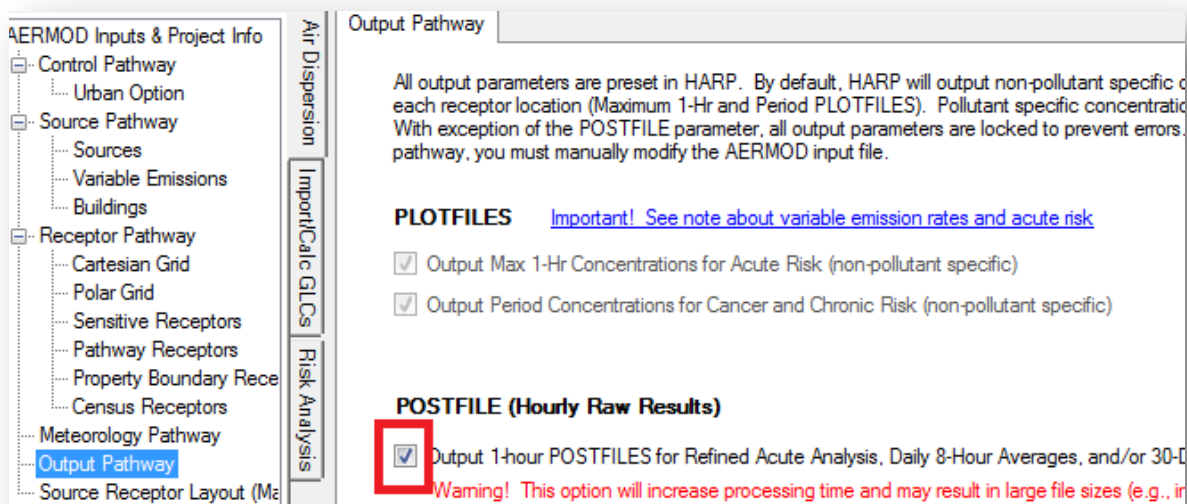 AERMOD Inputs & Project Info
Control Pathway
Urban Option
Source Pathway
Sources
Variable Emissions
Buildings
Receptor Pathway
Cartesian Grid
Polar Grid
Sensitive Receptors
Pathway Receptors
Property Boundary Rece
Census Receptors
Meteorology Pathway
Output Pathway
Source Receptor Layout (Ma
Air Dispersion
Import/Calc GLCs
Risk Analysis
Output Pathway
All output parameters are preset in HARP. By default, HARP will output non-pollutant specific
each receptor location (Maximum 1-Hr and Period PLOTFILES). Pollutant specific concentratio
With exception of the POSTFILE parameter, all output parameters are locked to prevent errors.
pathway, you must manually modify the AERMOD input file.
PLOTFILES Important! See note about variable emission rates and acute risk
Output Max 1-Hr Concentrations for Acute Risk (non-pollutant specific)
Output Period Concentrations for Cancer and Chronic Risk (non-pollutant specific)
POSTFILE (Hourly Raw Results)
Output 1-hour POSTFILES for Refined Acute Analysis, Daily 8-Hour Averages, and/or 30-D
Warning! This option will increase processing time and may result in large file sizes (e.g., in